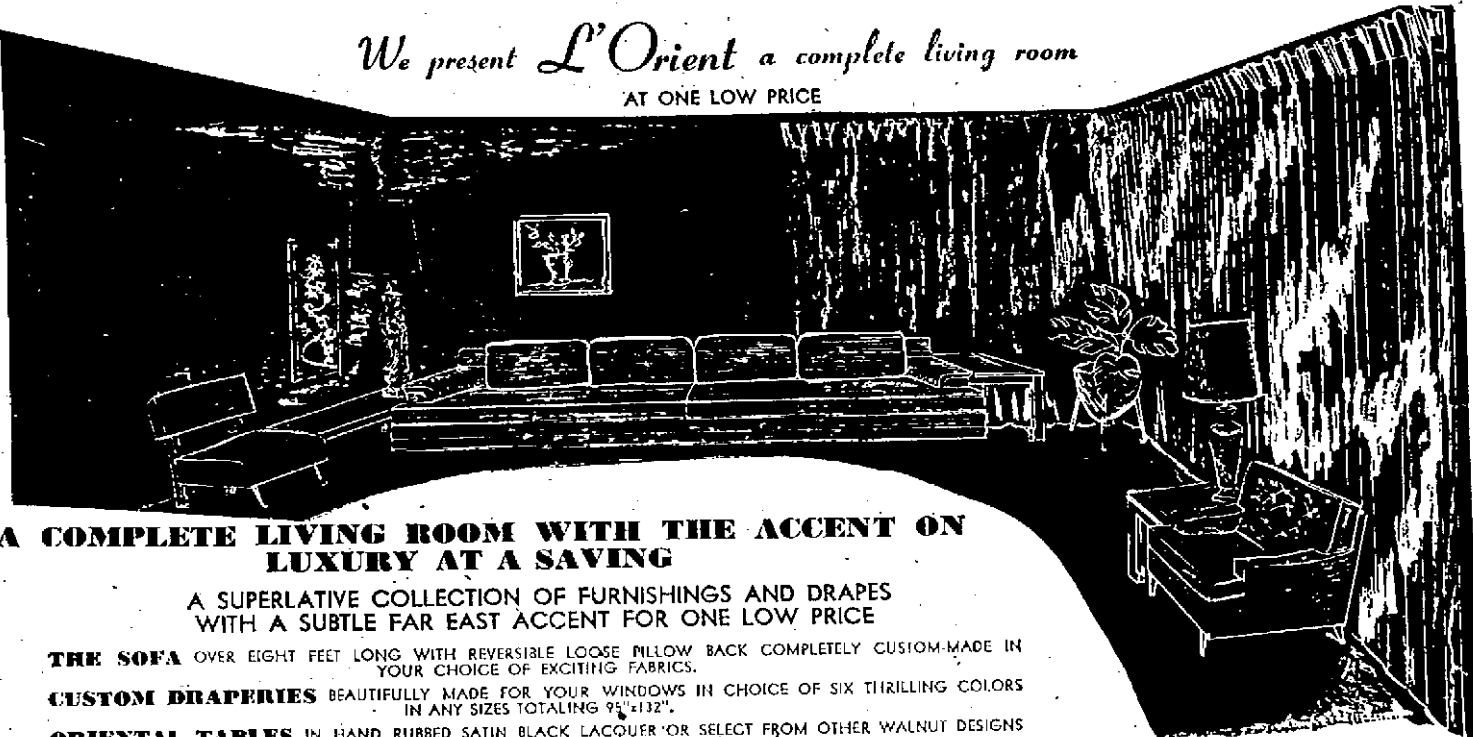 We present L'Orient a complete living room
AT ONE LOW PRICE
A COMPLETE LIVING ROOM WITH THE ACCENT ON
LUXURY AT A SAVING
A SUPERLATIVE COLLECTION OF FURNISHINGS AND DRAPES
WITH A SUBTLE FAR EAST ACCENT FOR ONE LOW PRICE
THE SOFA OVER EIGHT FEET LONG WITH REVERSIBLE LOOSE PILLOW BACK COMPLETELY CUSTOM-MADE IN
YOUR CHOICE OF EXCITING FABRICS.
CUSTOM DRAPERIES BEAUTIFULLY MADE FOR YOUR WINDOWS IN CHOICE OF SIX THRILLING COLORS
IN ANY SIZES TOTALING 95"x132".
ORIENTAL TABLES IN HAND RUBBED SATIN BLACK LACQUER OR SELECT FROM OTHER WALNUT DESIGNS